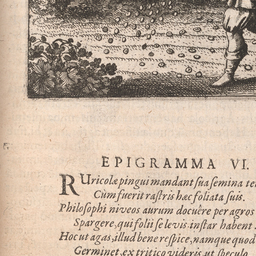 EPIGRAMMA VI.
RUricolæ pingui mandant sua semina te
Cum fuerit rastris hæc foliata suis.
Philosophi niveos aurum docuêre per agros
Spargere, qui folii se levis instar habent
Hoc ut agas, illud bene respice, namque quod
Germinet, ex tritico videris ut speculo